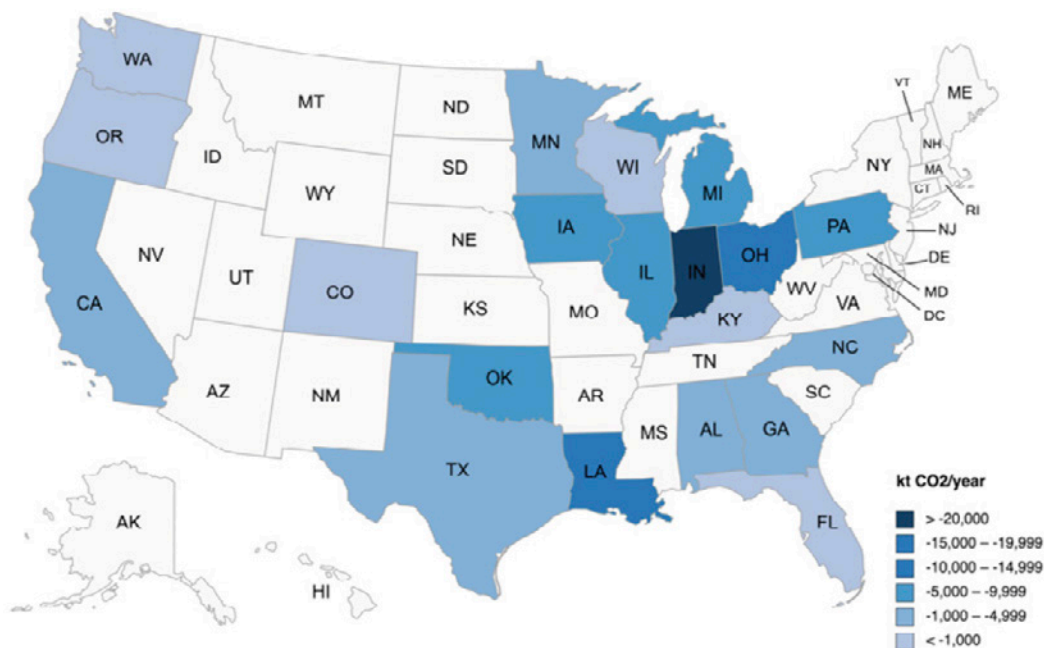 WA
MT
ND
MN
VT
ME
OR
ID
SD
WI
NH
NY
MA
WY
MI
CT
RI
IA
PA
NJ
NE
NV
OH
DE
IL
IN
UT
CA
CO
WV
MD
KS
MO
VA
DC
KY
NC
TN
AZ
OK
NM
AR
SC
MS
AL
GA
TX
LA
kt CO2/year
AK
> -20,000
FL
-15,000 – -19,999
-10,000 – -14,999
HI
-5,000 – -9,999
-1,000 – -4,999
< -1,000